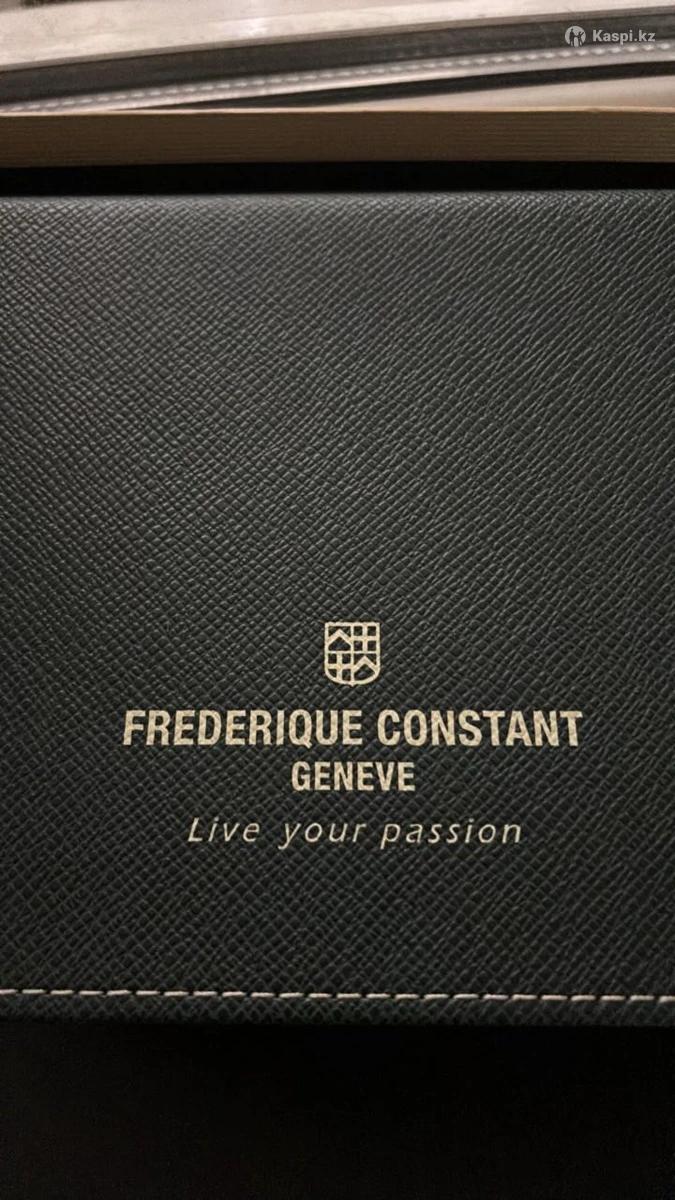 Kaspi.kz
FREDERIQUE CONSTANT
GENEVE
Live your passion